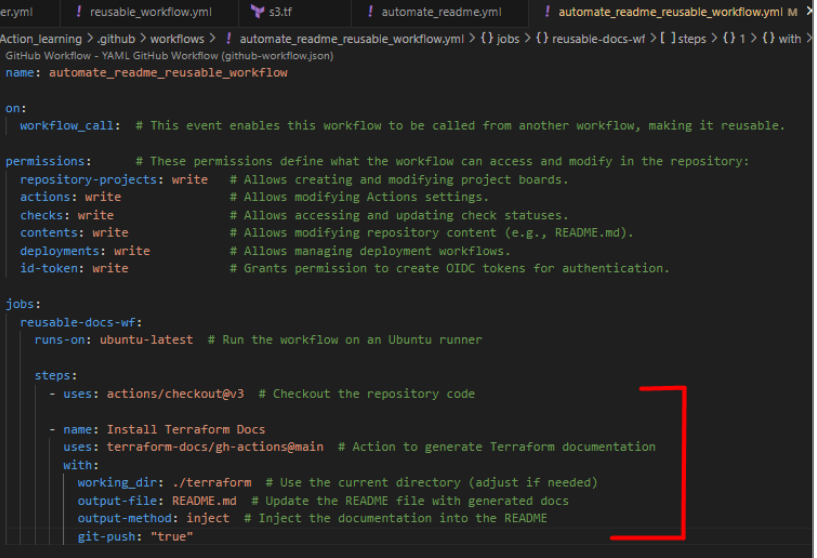 er.yml ! reusable_workflow.yml s3.tf ! automate_readme.yml ! automate_readme_reusable_workflow.yml M
Action_learning > .github > workflows > ! automate_readme_reusable_workflow.yml > {} jobs > {} reusable-docs-wf > [ ] steps > {} 1 > {} with >
GitHub Workflow - YAML GitHub Workflow (github-workflow.json)
name: automate_readme_reusable_workflow
on:
workflow_call: # This event enables this workflow to be called from another workflow, making it reusable.
permissions: # These permissions define what the workflow can access and modify in the repository:
repository-projects: write # Allows creating and modifying project boards.
actions: write # Allows modifying Actions settings.
checks: write # Allows accessing and updating check statuses.
contents: write # Allows modifying repository content (e.g., README.md).
deployments: write # Allows managing deployment workflows.
id-token: write # Grants permission to create OIDC tokens for authentication.
jobs:
reusable-docs-wf:
runs-on: ubuntu-latest # Run the workflow on an Ubuntu runner
steps:
- uses: actions/checkout@v3 # Checkout the repository code
- name: Install Terraform Docs
uses: terraform-docs/gh-actions@main # Action to generate Terraform documentation
with:
working_dir: ./terraform # Use the current directory (adjust if needed)
output-file: README.md # Update the README file with generated docs
output-method: inject # Inject the documentation into the README
git-push: "true"